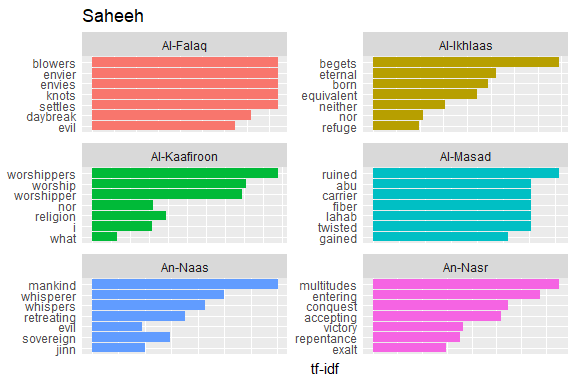 Saheeh
Al-Falaq
blowers
envier
envies
knots
settles
daybreak
evil
Al-Ikhlaas
begets
eternal
born
equivalent
neither
nor
refuge
Al-Kaafiroon
worshippers
worship
worshipper
nor
religion
i
what
Al-Masad
ruined
abu
carrier
fiber
lahab
twisted
gained
An-Naas
mankind
whisperer
whispers
retreating
evil
sovereign
jinn
An-Nasr
multitudes
entering
conquest
accepting
victory
repentance
exalt
tf-idf